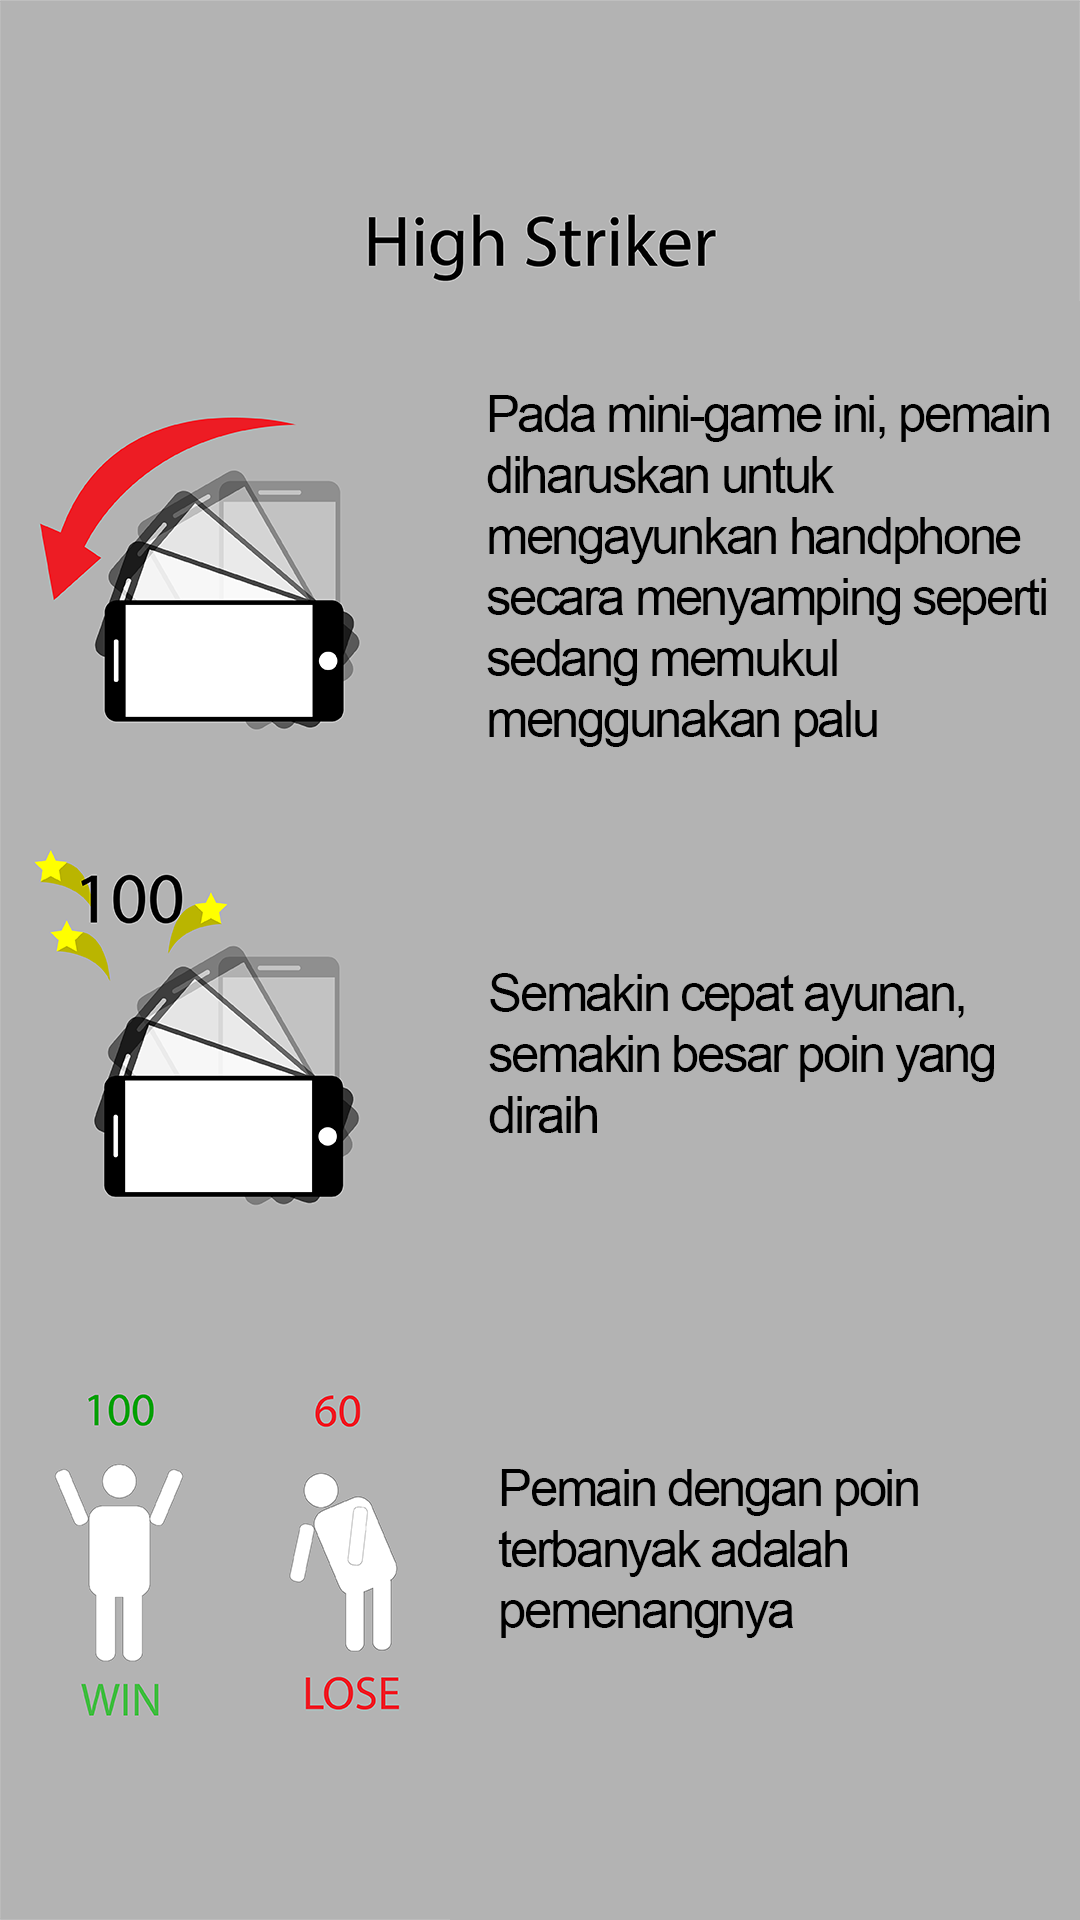 High Striker
Pada mini-game ini, pemain
diharuskan untuk
mengayunkan handphone
secara menyamping seperti
sedang memukul
menggunakan palu
100
Semakin cepat ayunan,
semakin besar poin yang
diraih
100 60
Pemain dengan poin
terbanyak adalah
pemenangnya
WIN LOSE